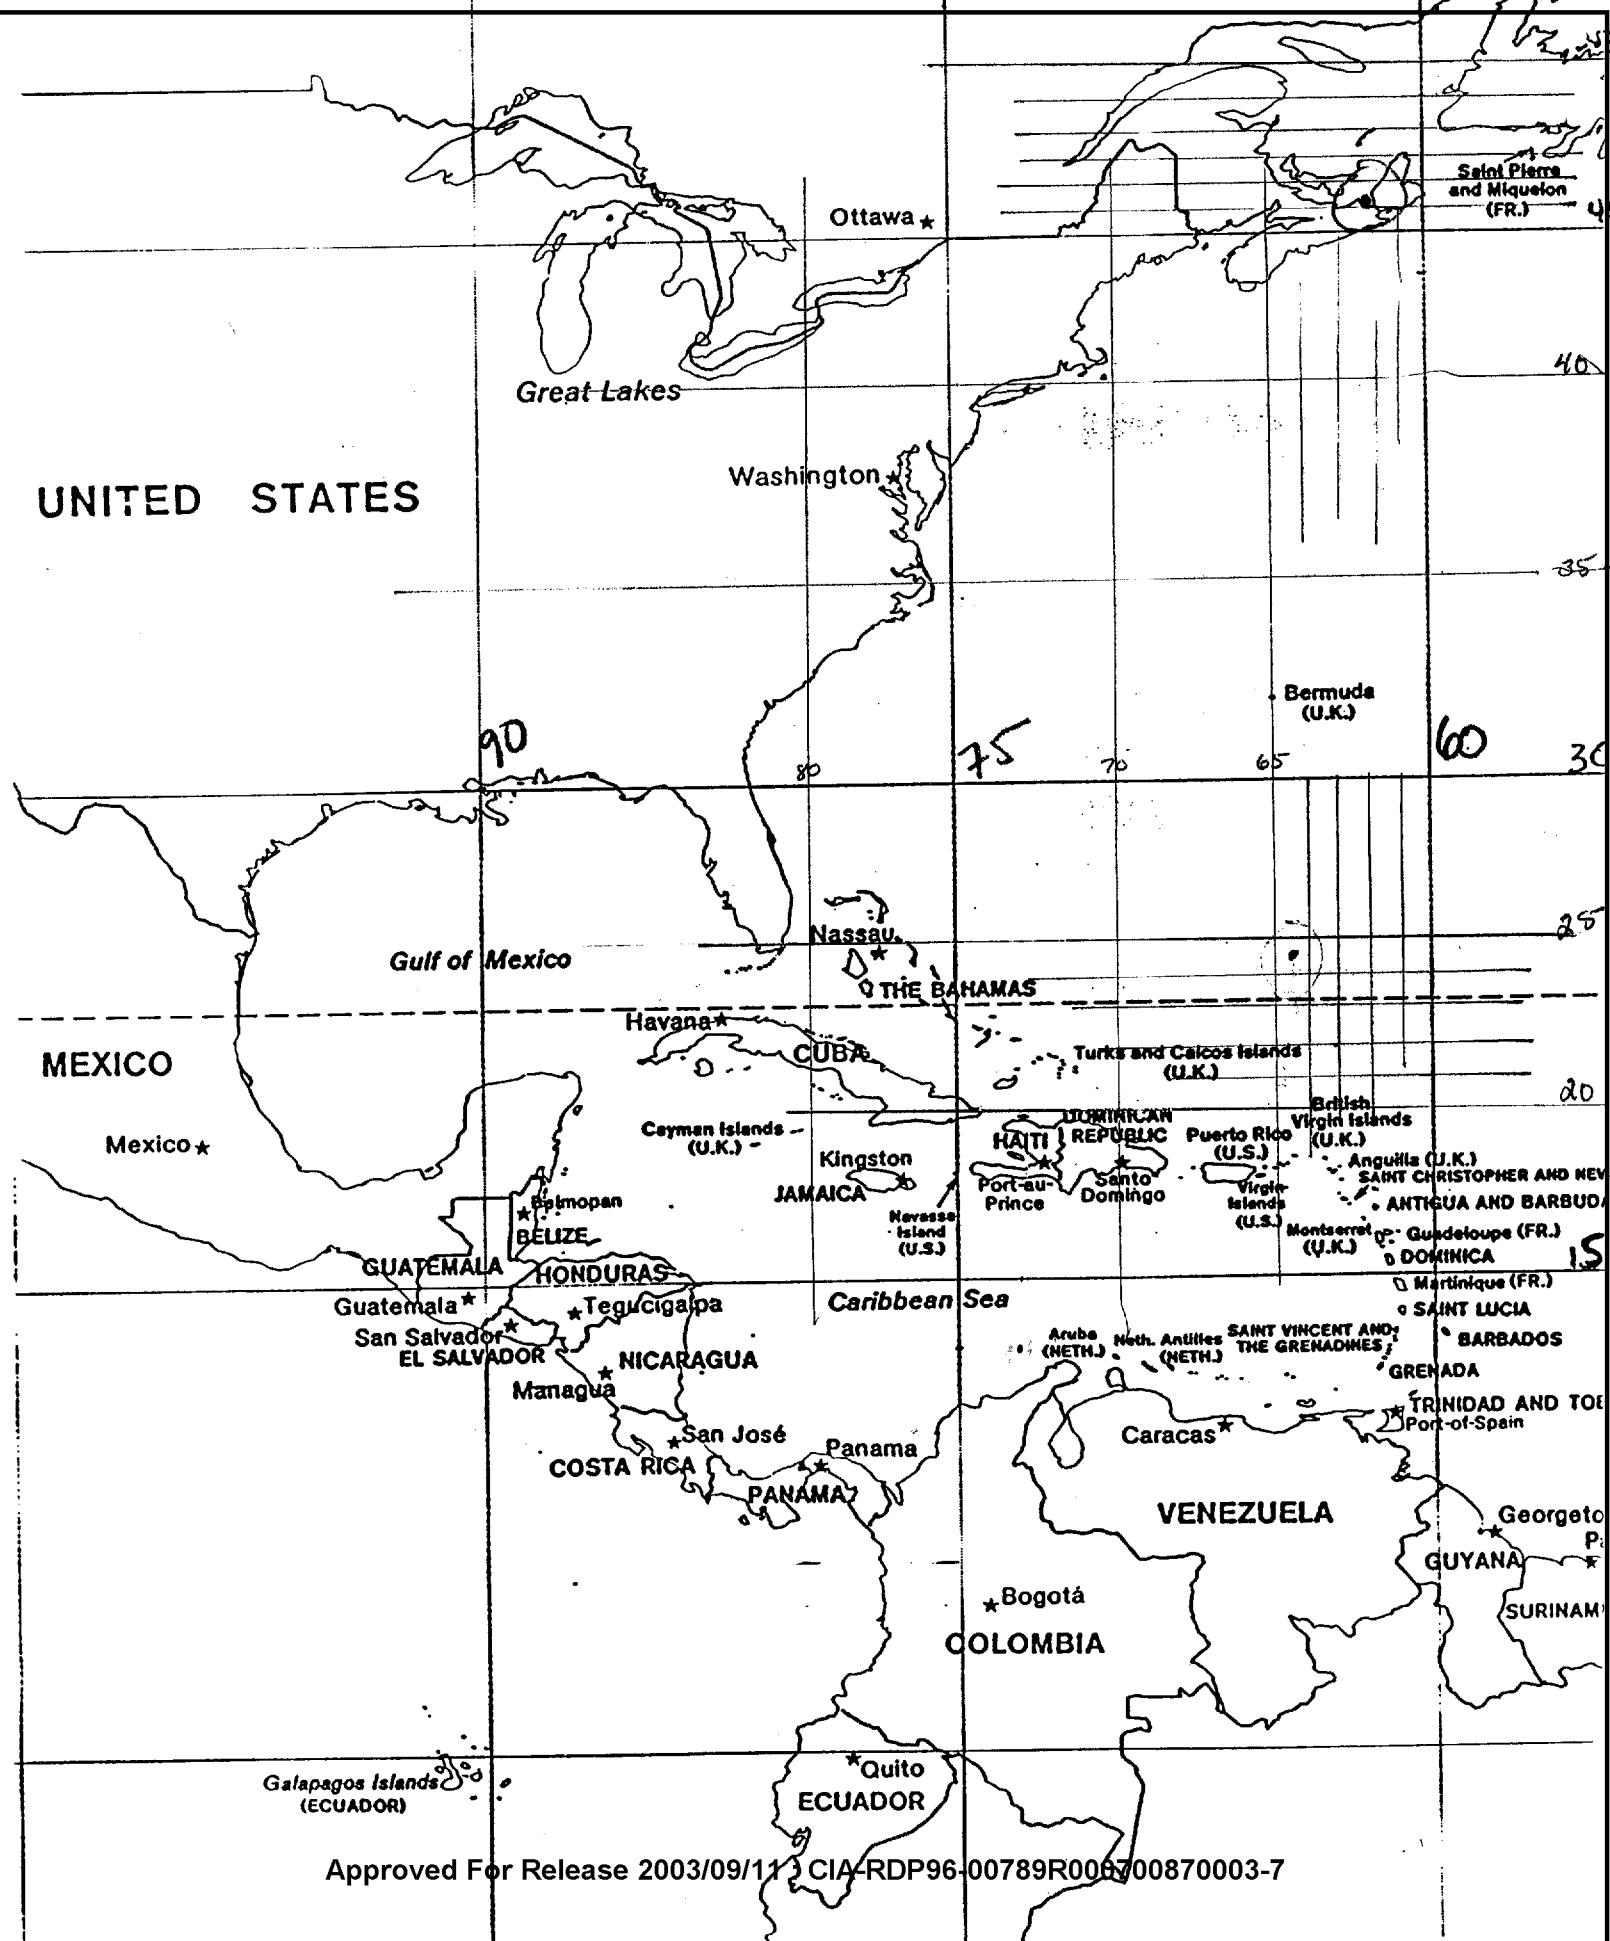 Saint Pierre
and Miquelon
(FR.)
Ottawa
40
Great Lakes
Washington
UNITED STATES
35
Bermuda
(U.K.)
90
75
60
80
70
65
25
Nassau
Gulf of Mexico
THE BAHAMAS
Havana
CUBA
MEXICO
Turks and Caicos Islands
(U.K.)
20
British
Virgin Islands
(U.K.)
DOMINICAN
REPUBLIC
Cayman Islands
(U.K.)
HAITI
Puerto Rico
(U.S.)
Mexico
Kingston
JAMAICA
Anguilla (U.K.)
SAINT CHRISTOPHER AND NEV
Port-au-
Prince
Santo
Domingo
Virgin
Islands
(U.S.)
Belmopan
BELIZE
Navassa
Island
(U.S.)
ANTIGUA AND BARBUDA
Montserrat
(U.K.)
Guadeloupe (FR.)
DOMINICA
15
GUATEMALA
HONDURAS
Martinique (FR.)
Guatemala
Tegucigalpa
Caribbean Sea
SAINT LUCIA
San Salvador
EL SALVADOR
Aruba
(NETH.)
Neth. Antilles
(NETH.)
SAINT VINCENT AND
THE GRENADINES
BARBADOS
NICARAGUA
GRENADA
Managua
TRINIDAD AND TOB
Port-of-Spain
San José
Caracas
Panama
COSTA RICA
PANAMA
VENEZUELA
Georgeto
GUYANA
Bogotá
SURINAM
COLOMBIA
Quito
Galapagos Islands
(ECUADOR)
ECUADOR
Approved For Release 2003/09/11 : CIA-RDP96-00789R000700870003-7